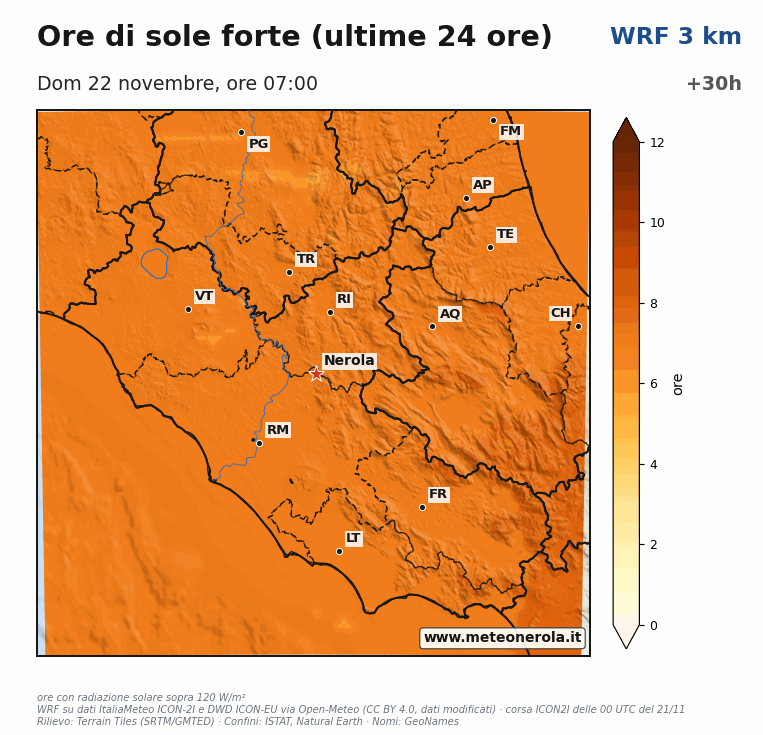 Ore di sole forte (ultime 24 ore)
WRF 3 km
Dom 22 novembre, ore 07:00
+30h
PG
FM
AP
TE
TR
VT
RI
AQ
CH
Nerola
RM
FR
LT
www.meteonerola.it
12
10
8
6
4
2
0
ore
ore con radiazione solare sopra 120 W/m²
WRF su dati ItaliaMeteo ICON-2I e DWD ICON-EU via Open-Meteo (CC BY 4.0, dati modificati) · corsa ICON2I delle 00 UTC del 21/11
Rilievo: Terrain Tiles (SRTM/GMTED) · Confini: ISTAT, Natural Earth · Nomi: GeoNames